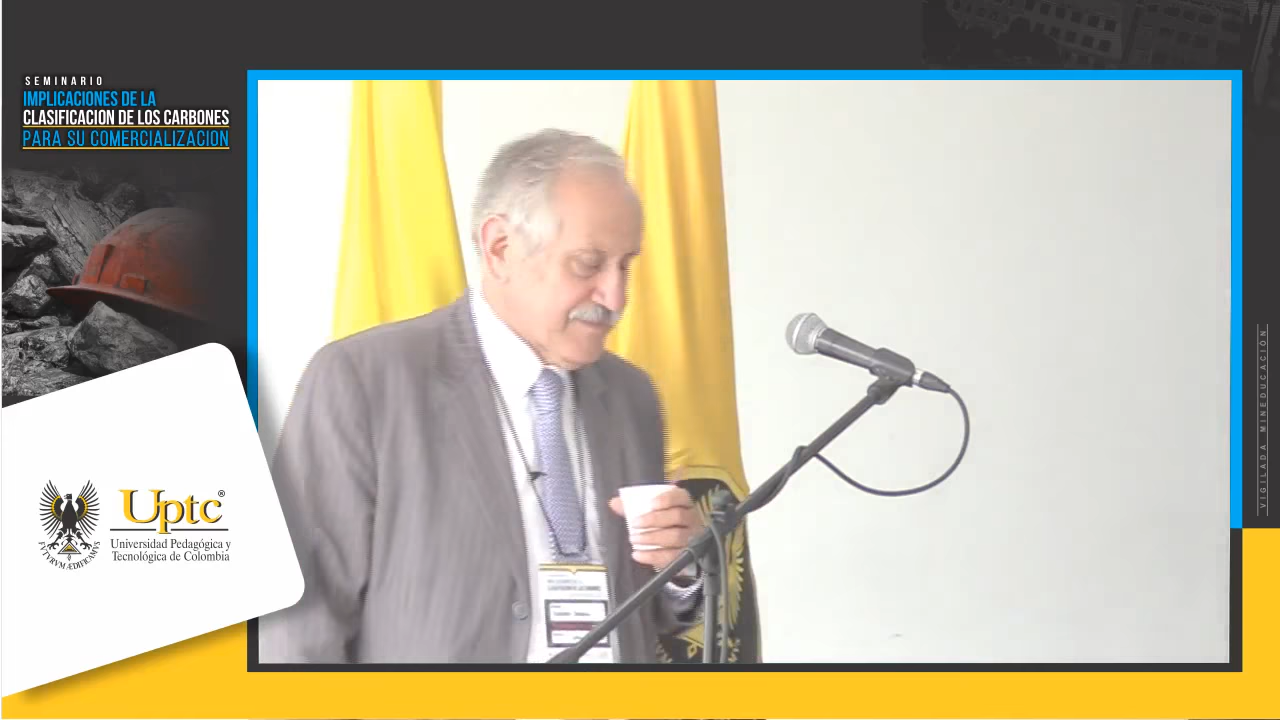 SEMINARIO
IMPLICACIONES DE LA
CLASIFICACION DE LOS CARBONES
PARA SU COMERCIALIZACION
Uptc®
Universidad Pedagógica y
Tecnológica de Colombia
VIGILADA MINEDUCACIÓN